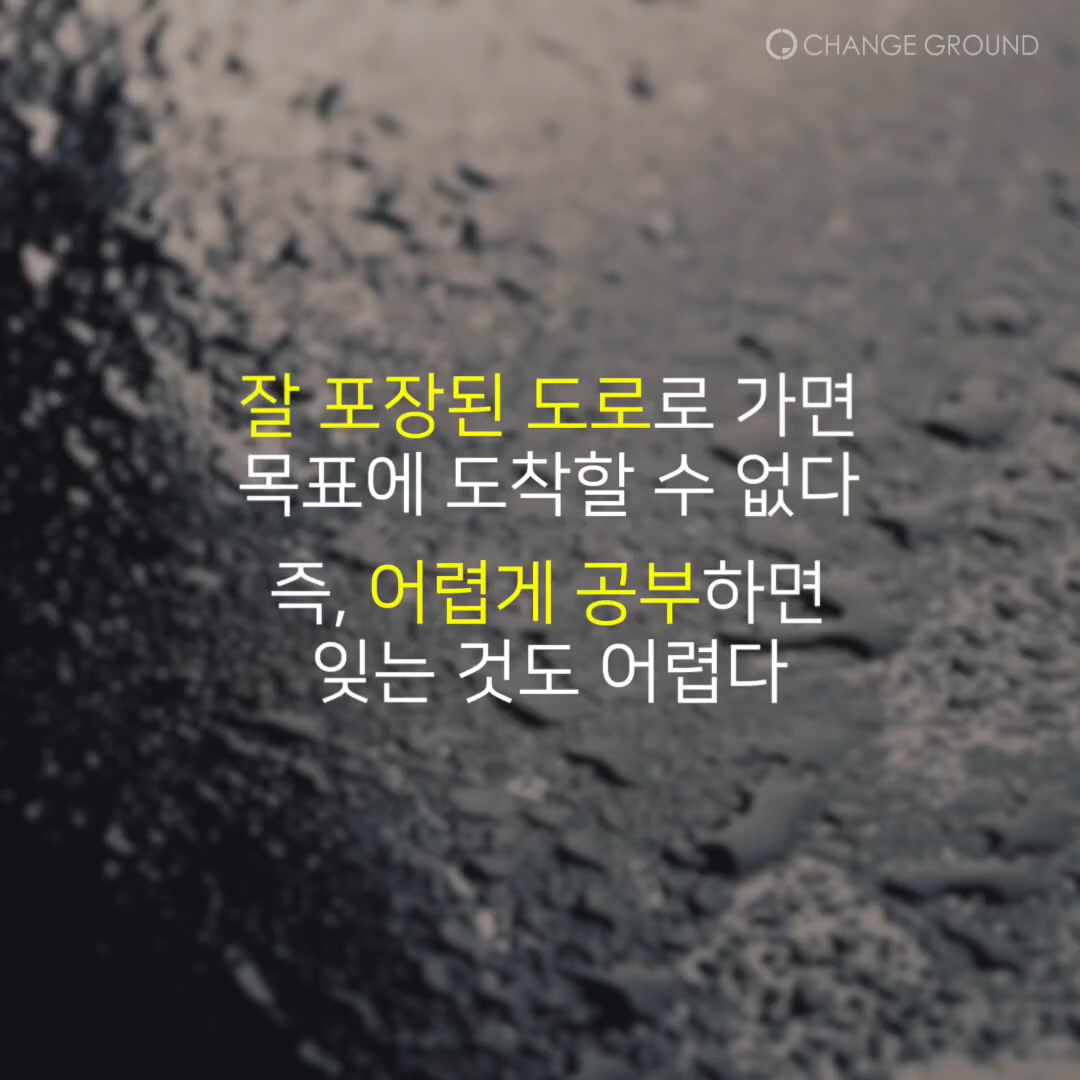 CHANGE GROUND
잘 포장된 도로로 가면
목표에 도착할 수 없다
즉, 어렵게 공부하면
잊는 것도 어렵다